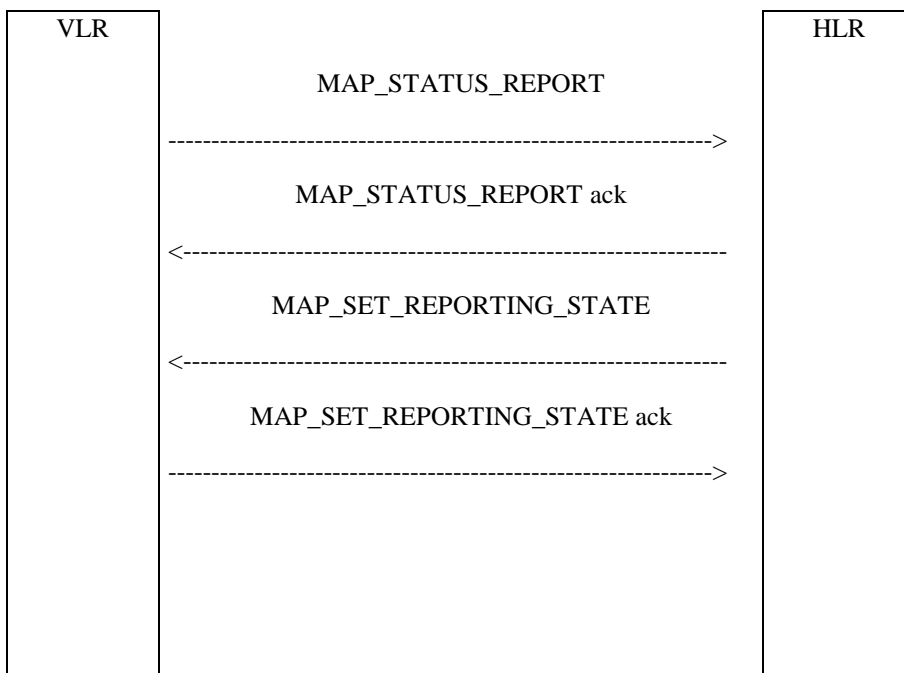 VLR
HLR
MAP_STATUS_REPORT
MAP_STATUS_REPORT ack
MAP_SET_REPORTING_STATE
MAP_SET_REPORTING_STATE ack